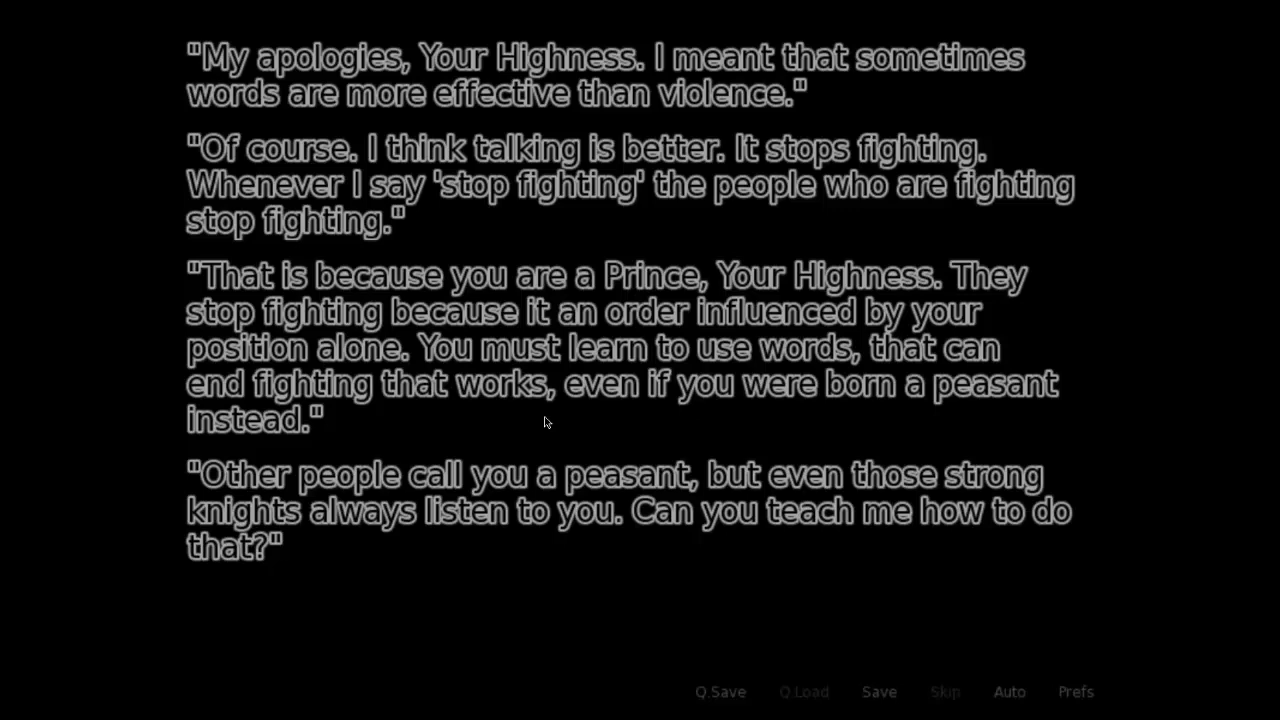 "My apologies, Your Highness. I meant that sometimes
words are more effective than violence."
"Of course. I think talking is better. It stops fighting.
Whenever I say 'stop fighting' the people who are fighting
stop fighting."
"That is because you are a Prince, Your Highness. They
stop fighting because it an order influenced by your
position alone. You must learn to use words, that can
end fighting that works, even if you were born a peasant
instead."
"Other people call you a peasant, but even those strong
knights always listen to you. Can you teach me how to do
that?"
Q.Save Q.Load Save Skip Auto Prefs